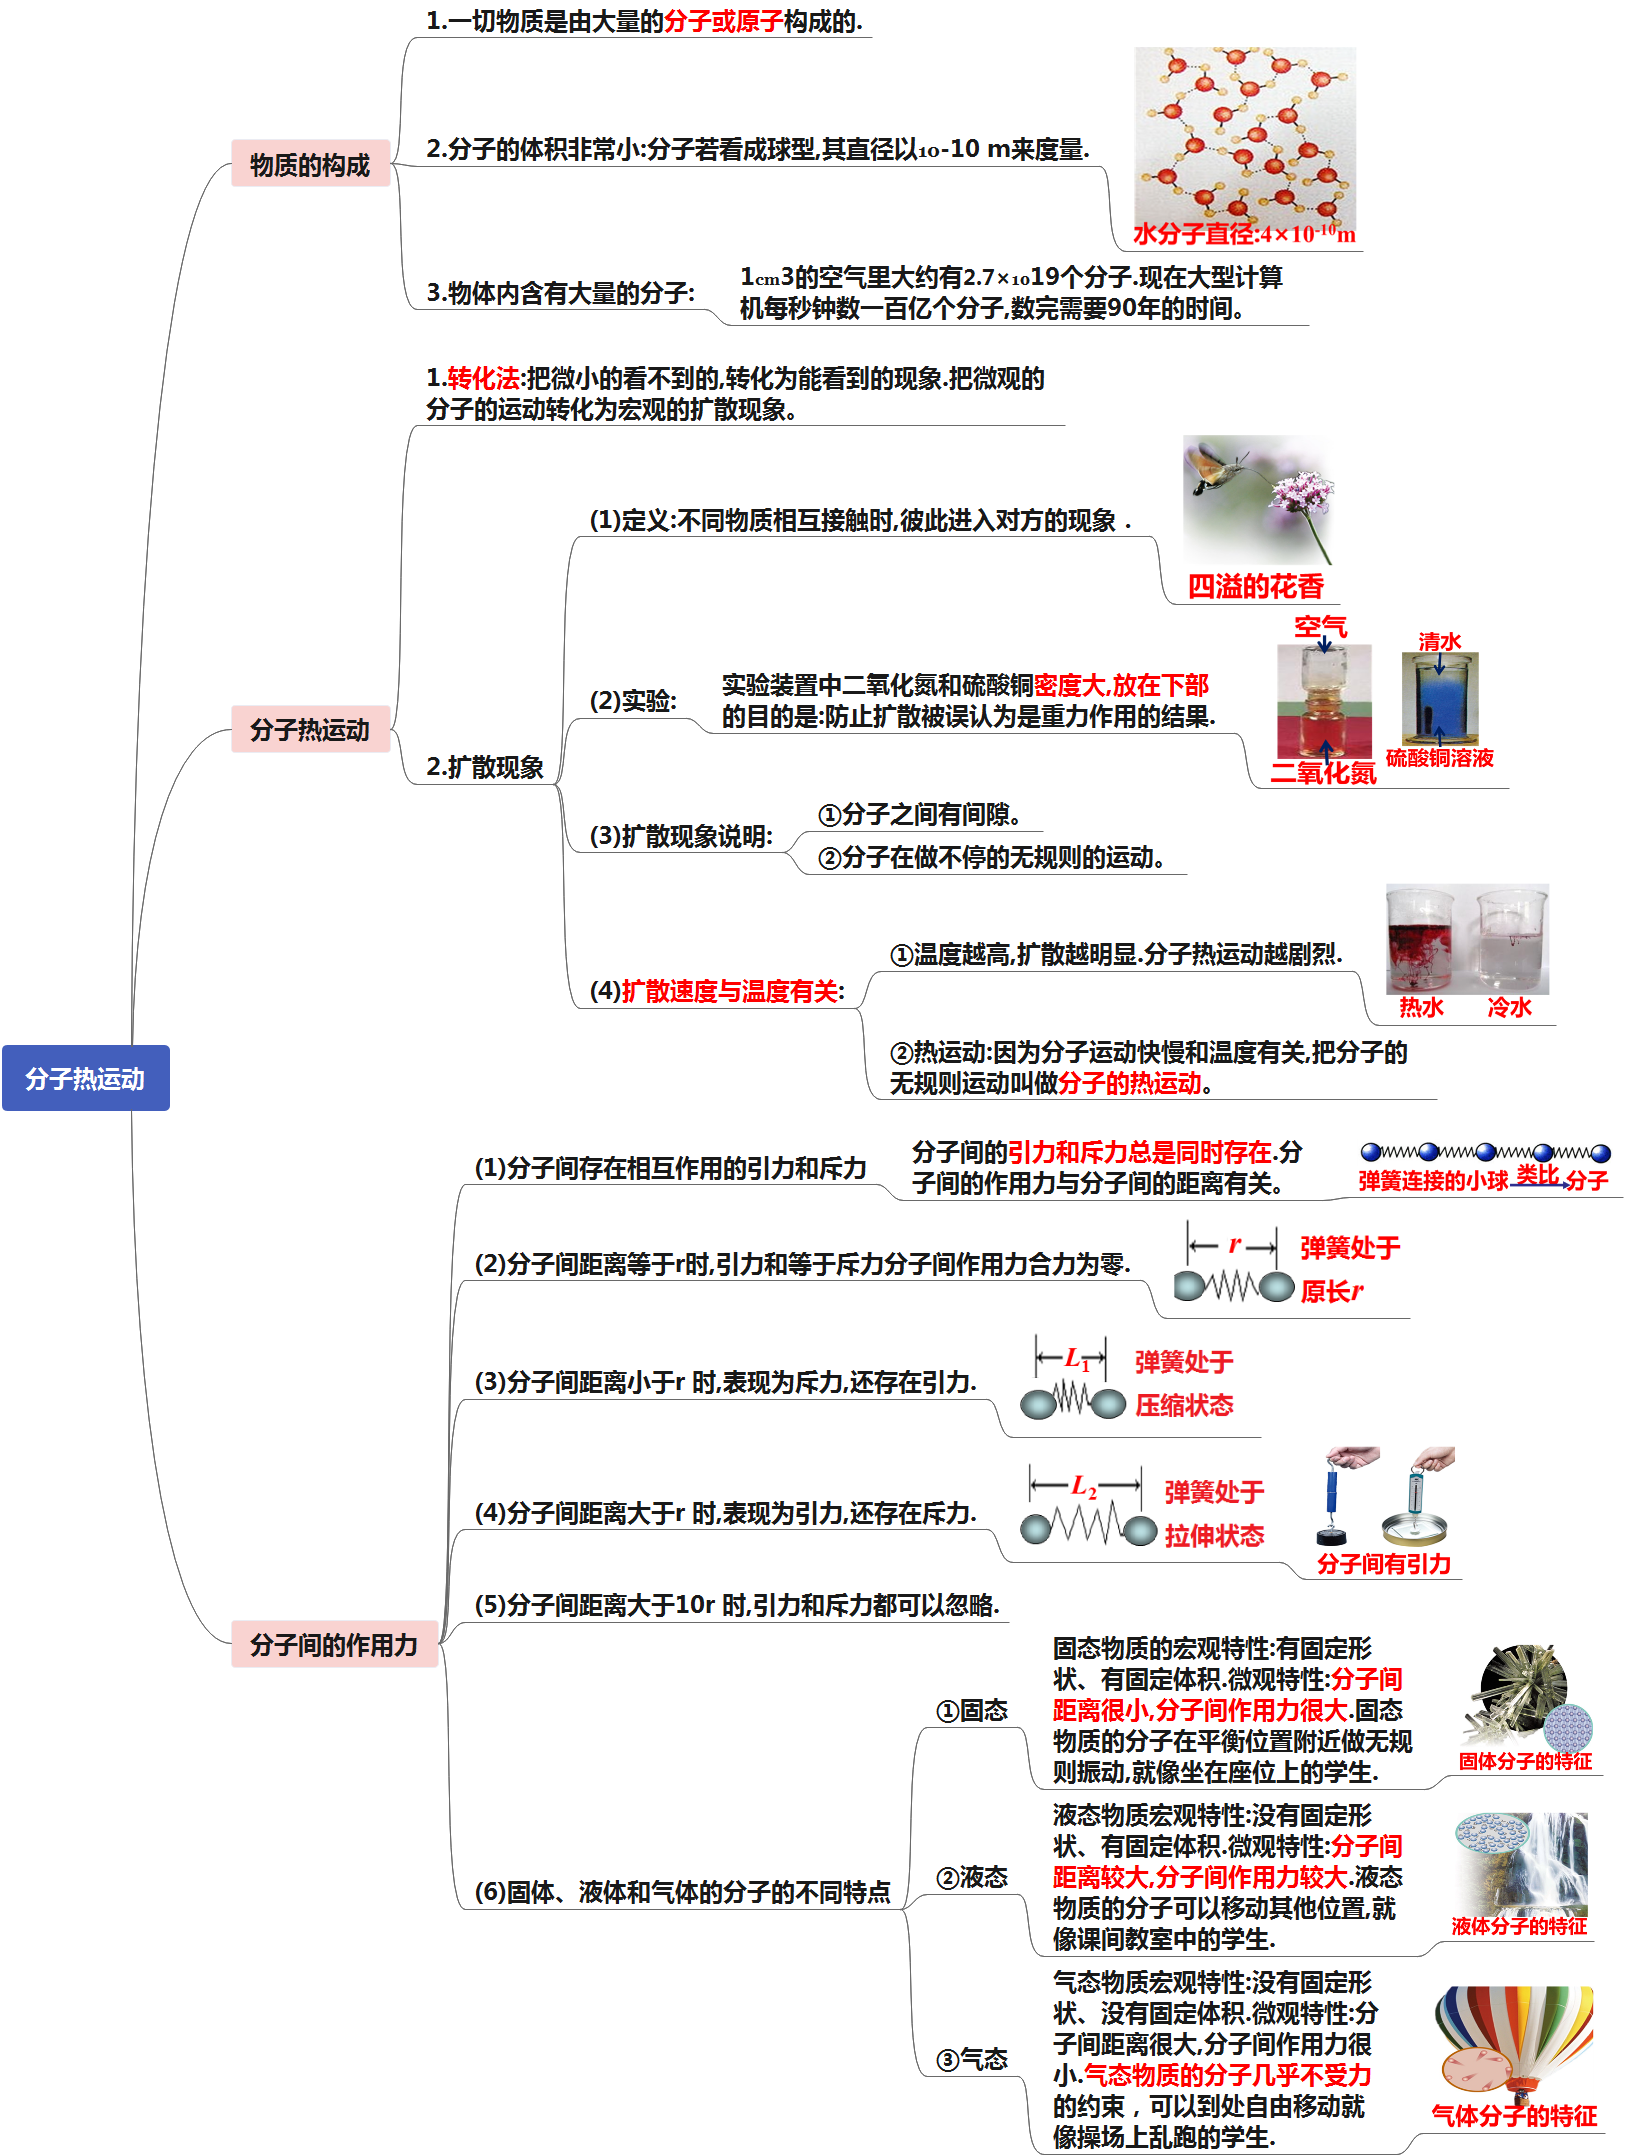 1.一切物质是由大量的分子或原子构成的.
物质的构成
2.分子的体积非常小:分子若看成球型,其直径以10-10 m来度量.
水分子直径:4×10⁻¹⁰m
3.物体内含有大量的分子:
1cm3的空气里大约有2.7×1019个分子.现在大型计算
机每秒钟数一百亿个分子,数完需要90年的时间。
1.转化法:把微小的看不到的,转化为能看到的现象.把微观的
分子的运动转化为宏观的扩散现象。
分子热运动
2.扩散现象
(1)定义:不同物质相互接触时,彼此进入对方的现象 .
四溢的花香
(2)实验:
实验装置中二氧化氮和硫酸铜密度大,放在下部
的目的是:防止扩散被误认为是重力作用的结果.
空气
二氧化氮
清水
硫酸铜溶液
(3)扩散现象说明:
①分子之间有间隙。
②分子在做不停的无规则的运动。
(4)扩散速度与温度有关:
①温度越高,扩散越明显.分子热运动越剧烈.
热水
冷水
②热运动:因为分子运动快慢和温度有关,把分子的
无规则运动叫做分子的热运动。
分子热运动
(1)分子间存在相互作用的引力和斥力
分子间的引力和斥力总是同时存在.分
子间的作用力与分子间的距离有关。
弹簧连接的小球 类比 分子
(2)分子间距离等于r时,引力和等于斥力分子间作用力合力为零.
r
弹簧处于
原长r
(3)分子间距离小于r 时,表现为斥力,还存在引力.
L₁
弹簧处于
压缩状态
(4)分子间距离大于r 时,表现为引力,还存在斥力.
L₂
弹簧处于
拉伸状态
分子间有引力
(5)分子间距离大于10r 时,引力和斥力都可以忽略.
分子间的作用力
(6)固体、液体和气体的分子的不同特点
①固态
固态物质的宏观特性:有固定形
状、有固定体积.微观特性:分子间
距离很小,分子间作用力很大.固态
物质的分子在平衡位置附近做无规
则振动,就像坐在座位上的学生.
固体分子的特征
②液态
液态物质宏观特性:没有固定形
状、有固定体积.微观特性:分子间
距离较大,分子间作用力较大.液态
物质的分子可以移动其他位置,就
像课间教室中的学生.
液体分子的特征
③气态
气态物质宏观特性:没有固定形
状、没有固定体积.微观特性:分
子间距离很大,分子间作用力很
小.气态物质的分子几乎不受力
的约束，可以到处自由移动就
像操场上乱跑的学生.
气体分子的特征